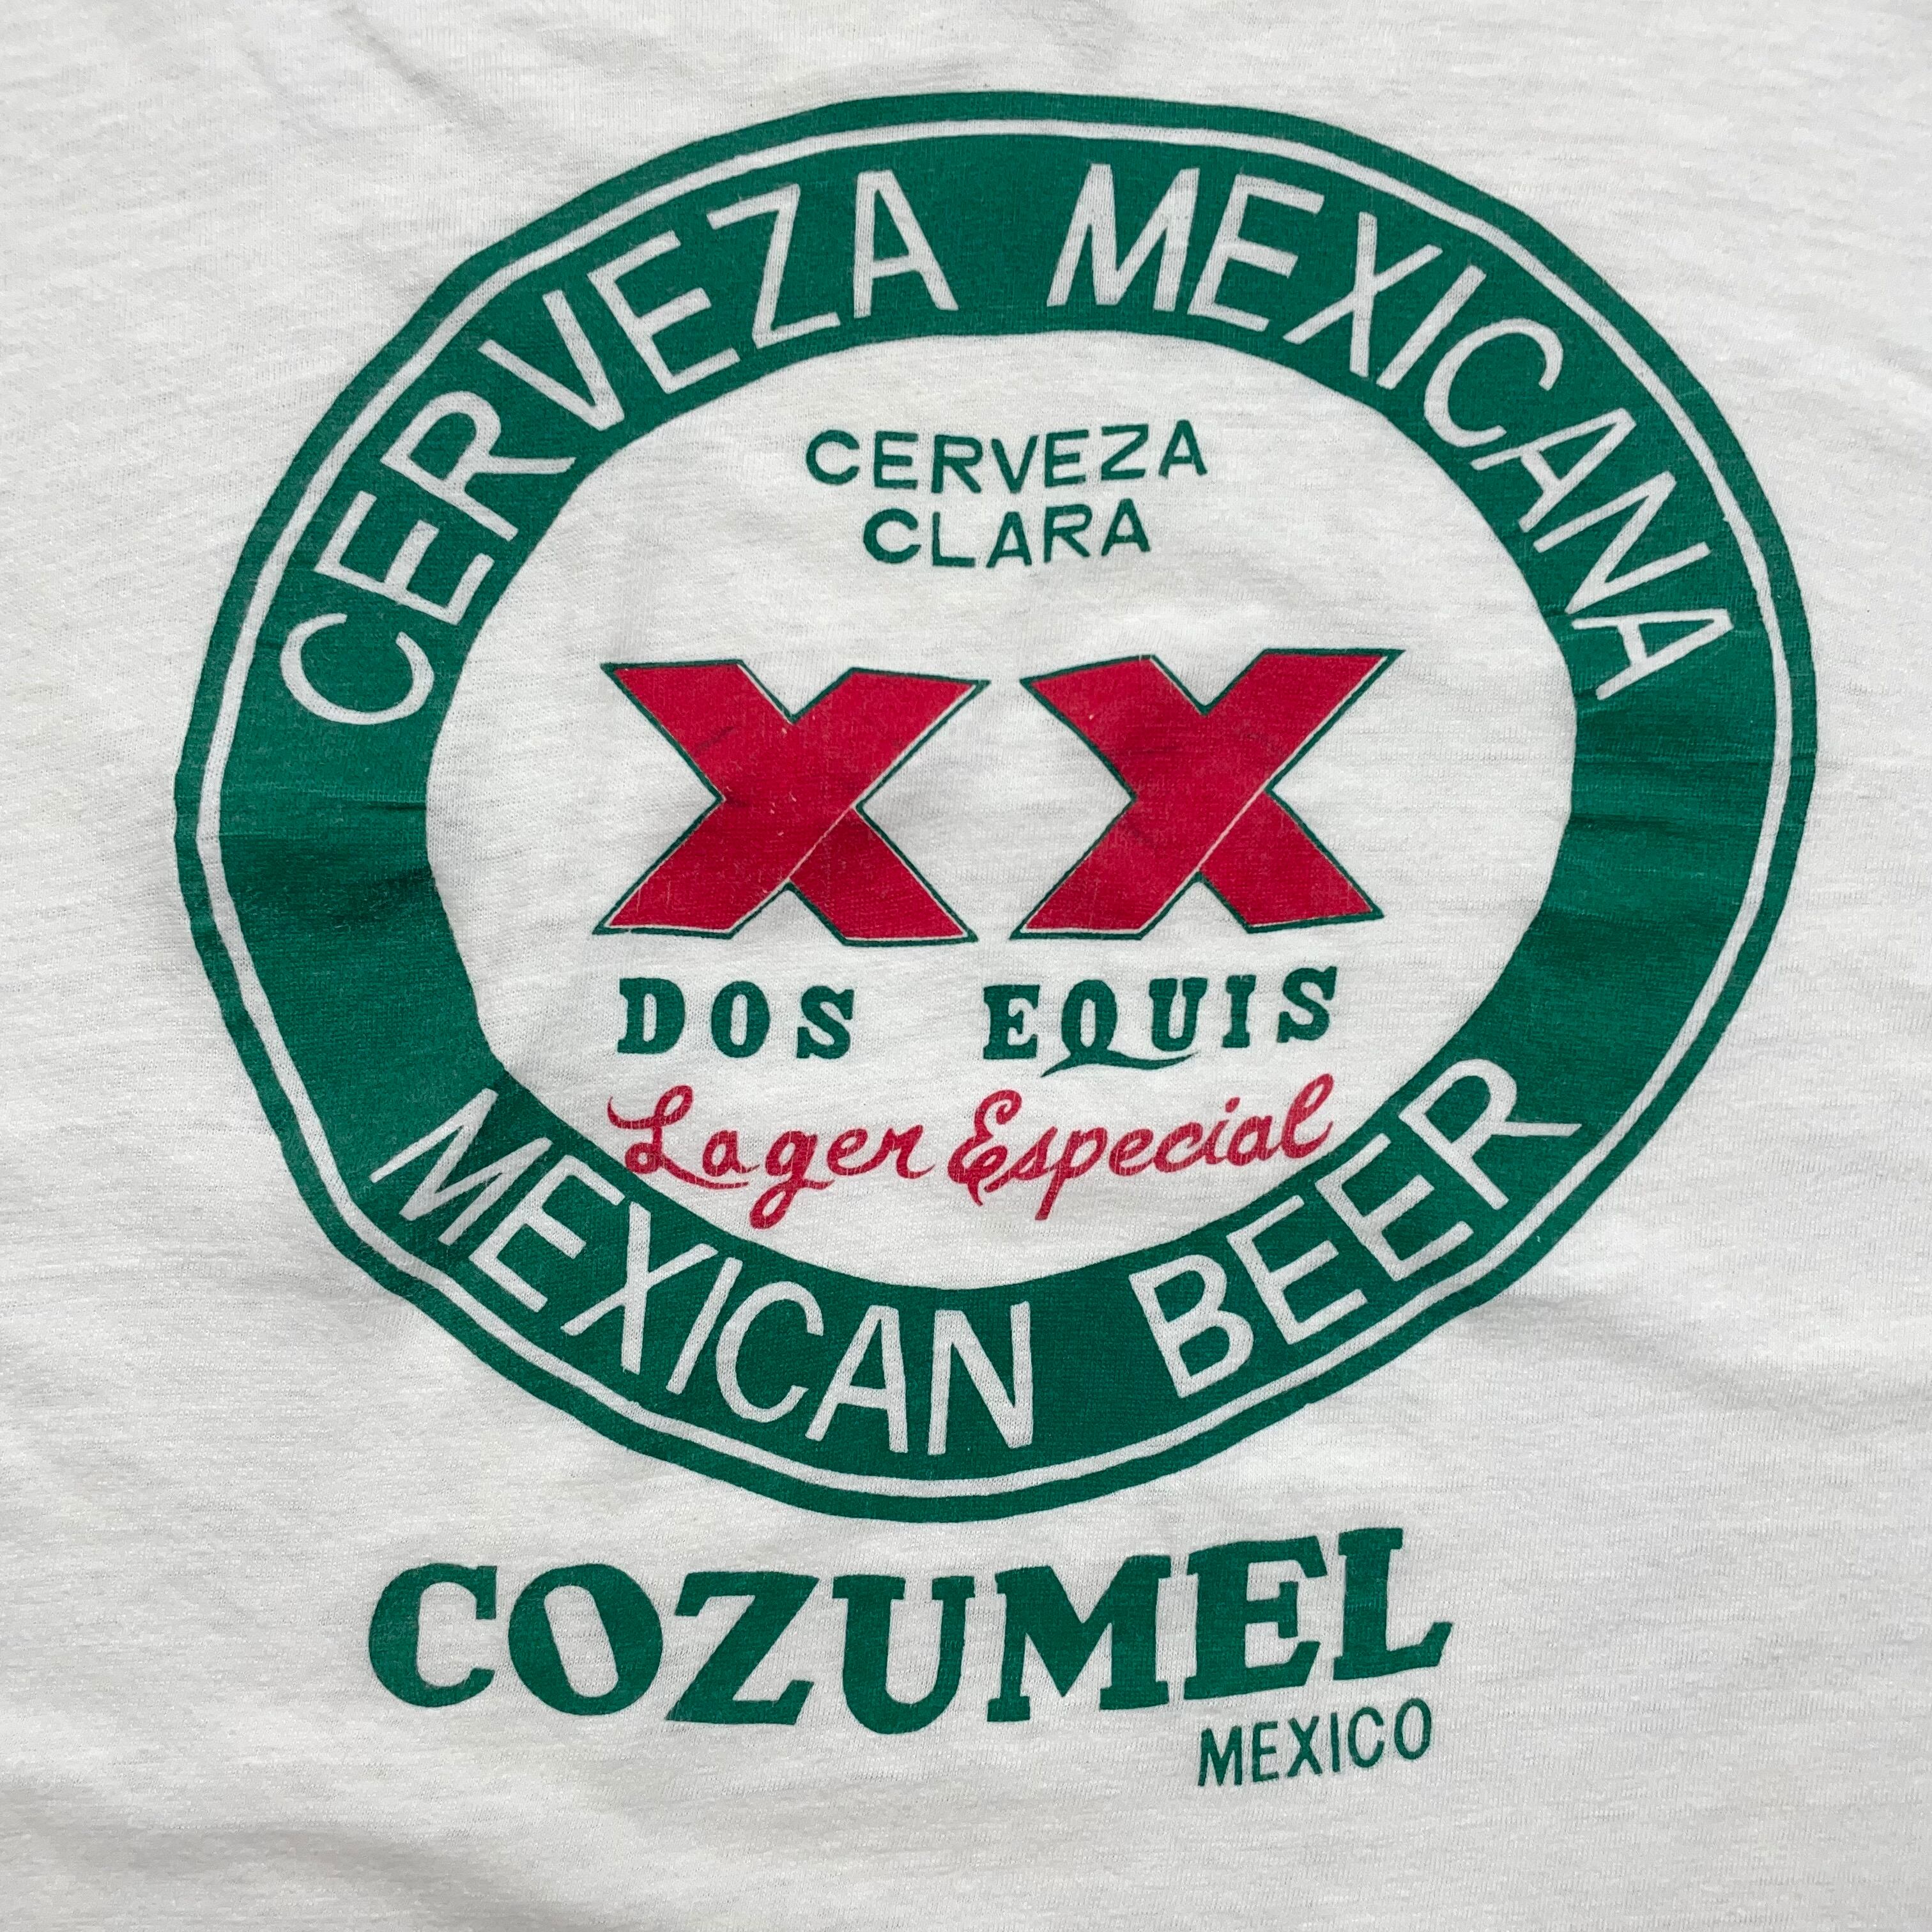 CERVEZA MEXICANA
CERVEZA
CLARA
XX
DOS EQUIS
Lager Especial
MEXICAN BEER
COZUMEL
MEXICO